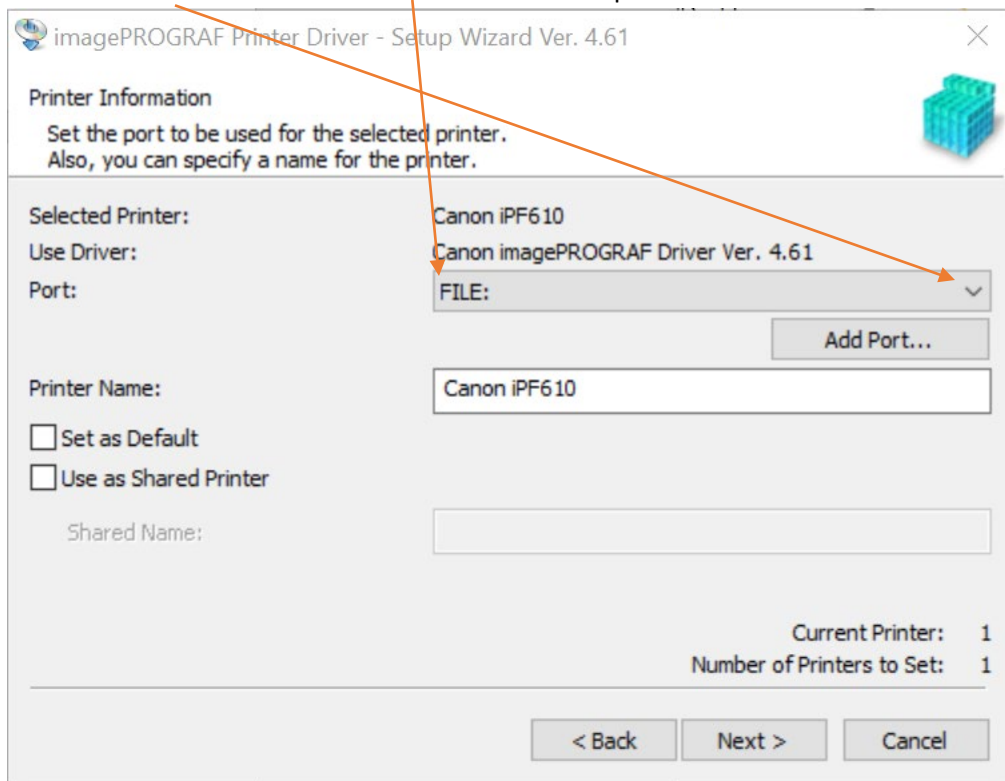 imagePROGRAF Printer Driver - Setup Wizard Ver. 4.61
Printer Information
Set the port to be used for the selected printer.
Also, you can specify a name for the printer.
Selected Printer: Canon iPF610
Use Driver: Canon imagePROGRAF Driver Ver. 4.61
Port: FILE:
Add Port...
Printer Name: Canon iPF610
Set as Default
Use as Shared Printer
Shared Name:
Current Printer: 1
Number of Printers to Set: 1
< Back Next > Cancel